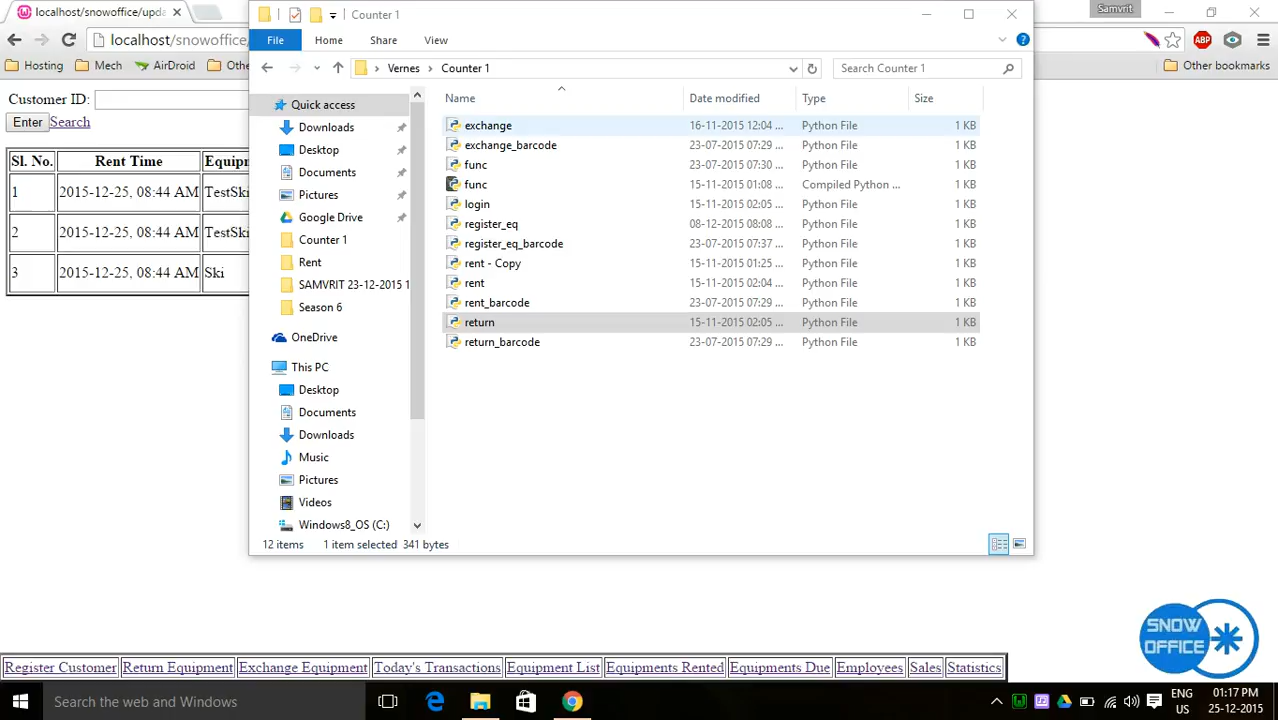 localhost/snowoffice/upda
Counter 1
Samvrit
File
Home
Share
View
localhost/snowoffice/
Vernes
Counter 1
Search Counter 1
ABP
Hosting
Mech
AirDroid
Othe
Other bookmarks
Customer ID:
Enter
Search
Sl. No.
Rent Time
Equipm
1
2015-12-25, 08:44 AM
TestSki
2
2015-12-25, 08:44 AM
TestSki
3
2015-12-25, 08:44 AM
Ski
Quick access
Downloads
Desktop
Documents
Pictures
Google Drive
Counter 1
Rent
SAMVRIT 23-12-2015 1
Season 6
OneDrive
This PC
Desktop
Documents
Downloads
Music
Pictures
Videos
Windows8_OS (C:)
Name
Date modified
Type
Size
exchange 16-11-2015 12:04 ... Python File 1 KB
exchange_barcode 23-07-2015 07:29 ... Python File 1 KB
func 23-07-2015 07:30 ... Python File 1 KB
func 15-11-2015 01:08 ... Compiled Python ... 1 KB
login 15-11-2015 02:05 ... Python File 1 KB
register_eq 08-12-2015 08:08 ... Python File 1 KB
register_eq_barcode 23-07-2015 07:37 ... Python File 1 KB
rent - Copy 15-11-2015 01:25 ... Python File 1 KB
rent 15-11-2015 02:04 ... Python File 1 KB
rent_barcode 23-07-2015 07:29 ... Python File 1 KB
return 15-11-2015 02:05 ... Python File 1 KB
return_barcode 23-07-2015 07:29 ... Python File 1 KB
12 items
1 item selected 341 bytes
SNOW
OFFICE
Register Customer
Return Equipment
Exchange Equipment
Today's Transactions
Equipment List
Equipments Rented
Equipments Due
Employees
Sales
Statistics
Search the web and Windows
ENG
US
01:17 PM
25-12-2015